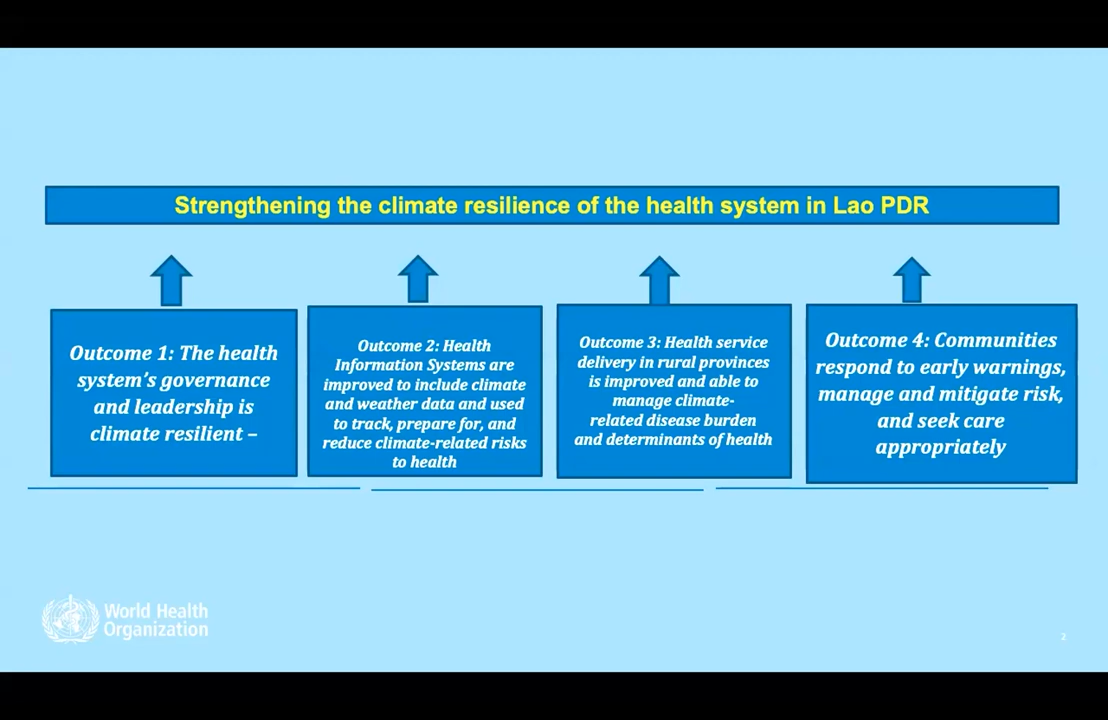 Strengthening the climate resilience of the health system in Lao PDR
Outcome 1: The health
system’s governance
and leadership is
climate resilient –
Outcome 2: Health
Information Systems are
improved to include climate
and weather data and used
to track, prepare for, and
reduce climate-related risks
to health
Outcome 3: Health service
delivery in rural provinces
is improved and able to
manage climate-
related disease burden
and determinants of health
Outcome 4: Communities
respond to early warnings,
manage and mitigate risk,
and seek care
appropriately
World Health
Organization
2